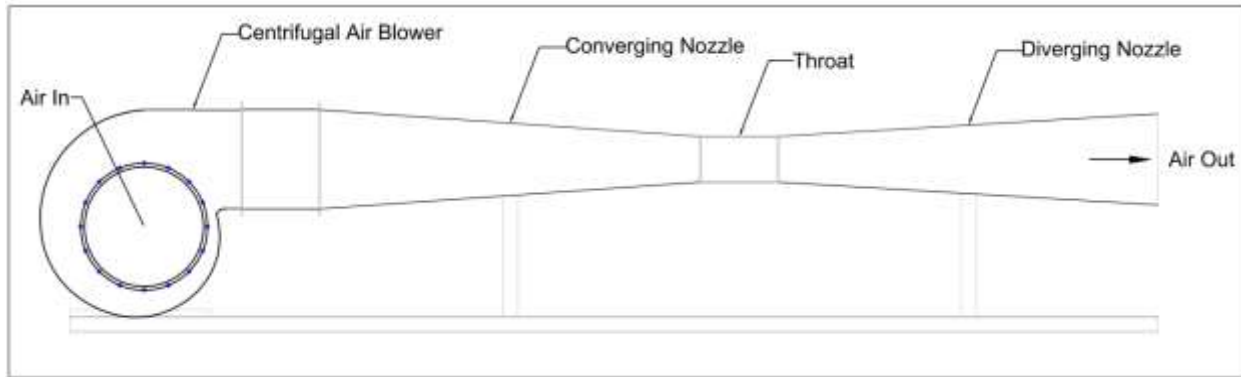 Centrifugal Air Blower
Converging Nozzle
Diverging Nozzle
Throat
Air In
Air Out